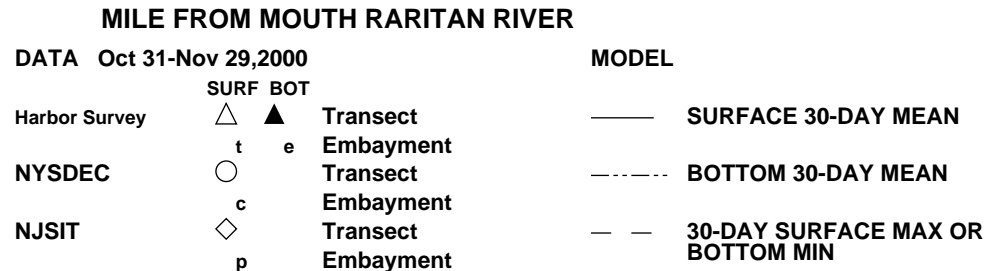 MILE FROM MOUTH RARITAN RIVER
DATA Oct 31-Nov 29,2000 MODEL
SURF BOT
Harbor Survey Transect SURFACE 30-DAY MEAN
t e Embayment
NYSDEC Transect BOTTOM 30-DAY MEAN
c Embayment
NJSIT Transect 30-DAY SURFACE MAX OR
BOTTOM MIN
p Embayment